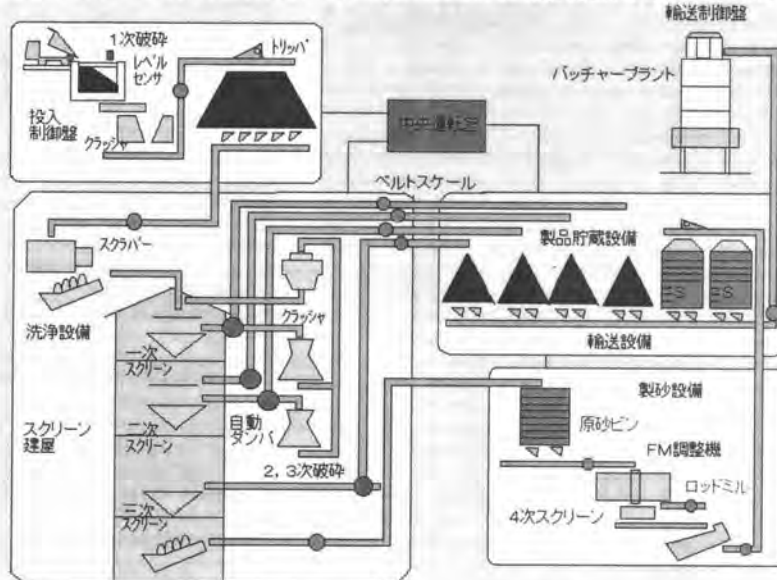 輸送制御盤
1次破砕
トリッパ
レベル
センサ
バッチャープラント
投入
制御盤
クラッシャ
中央運転室
ベルトスケール
スクラバー
製品貯蔵設備
クラッシャ
洗浄設備
輸送設備
一次
スクリーン
製砂設備
自動
ダンパ
原砂ビン
スクリーン
建屋
二次
スクリーン
FM調整機
2,3次破砕
ロッドミル
三次
スクリーン
4次スクリーン